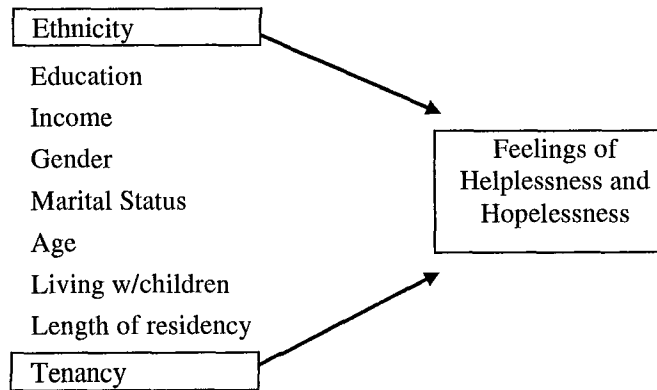 Ethnicity
Education
Income
Gender
Marital Status
Age
Living w/children
Length of residency
Tenancy
Feelings of
Helplessness and
Hopelessness